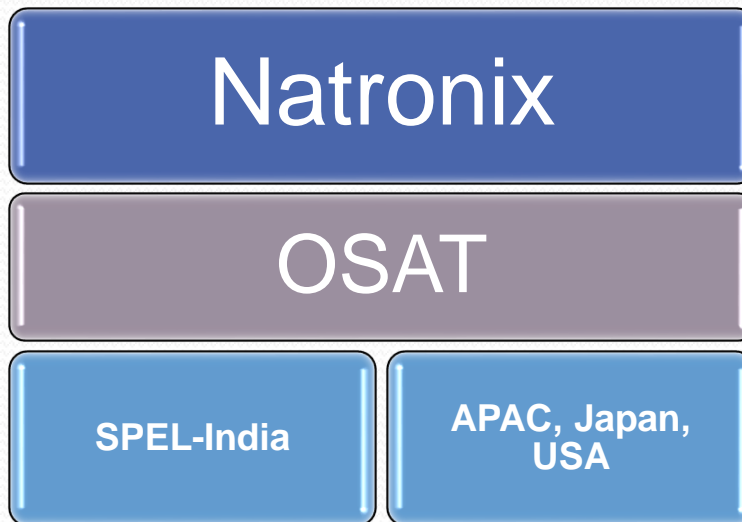 Natronix
OSAT
SPEL-India
APAC, Japan,
USA